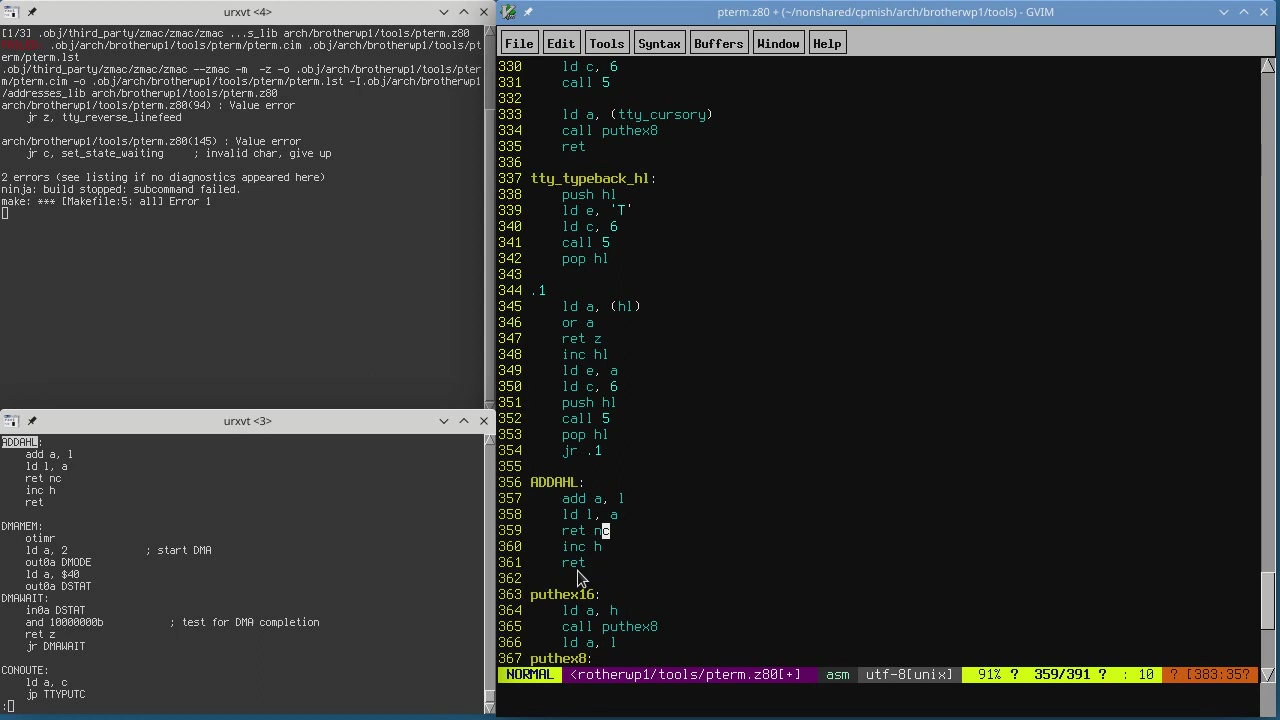 urxvt <4>
[1/3] .obj/third_party/zmac/zmac ...s_lib arch/brotherwp1/tools/pterm.z80
FAILED: .obj/arch/brotherwp1/tools/pterm/pterm.cim .obj/arch/brotherwp1/tools/pt
erm/pterm.lst
.obj/third_party/zmac/zmac/zmac --zmac -m  -z -o .obj/arch/brotherwp1/tools/pter
m/pterm.cim -o .obj/arch/brotherwp1/tools/pterm/pterm.lst -I.obj/arch/brotherwp1
/addresses_lib arch/brotherwp1/tools/pterm.z80
arch/brotherwp1/tools/pterm.z80(94) : Value error
    jr z, tty_reverse_linefeed
arch/brotherwp1/tools/pterm.z80(145) : Value error
    jr c, set_state_waiting     ; invalid char, give up
2 errors (see listing if no diagnostics appeared here)
ninja: build stopped: subcommand failed.
make: *** [Makefile:5: all] Error 1
urxvt <3>
ADDAHL:
    add a, l
    ld l, a
    ret nc
    inc h
    ret
DMAMEM:
    otimr
    ld a, 2             ; start DMA
    out0a DMODE
    ld a, $40
    out0a DSTAT
DMAWAIT:
    in0a DSTAT
    and 10000000b           ; test for DMA completion
    ret z
    jr DMAWAIT
CONOUTE:
    ld a, c
    jp TTYPUTC
:
pterm.z80 + (~/nonshared/cpmish/arch/brotherwp1/tools) - GVIM
File Edit Tools Syntax Buffers Window Help
330     ld c, 6
331     call 5
332
333     ld a, (tty_cursory)
334     call puthex8
335     ret
336
337 tty_typeback_hl:
338     push hl
339     ld e, 'T'
340     ld c, 6
341     call 5
342     pop hl
343
344 .1
345     ld a, (hl)
346     or a
347     ret z
348     inc hl
349     ld e, a
350     ld c, 6
351     push hl
352     call 5
353     pop hl
354     jr .1
355
356 ADDAHL:
357     add a, l
358     ld l, a
359     ret nc
360     inc h
361     ret
362
363 puthex16:
364     ld a, h
365     call puthex8
366     ld a, l
367 puthex8:
NORMAL <rotherwp1/tools/pterm.z80[+] asm utf-8[unix] 91% ? 359/391 ? : 10 ? [383:35?